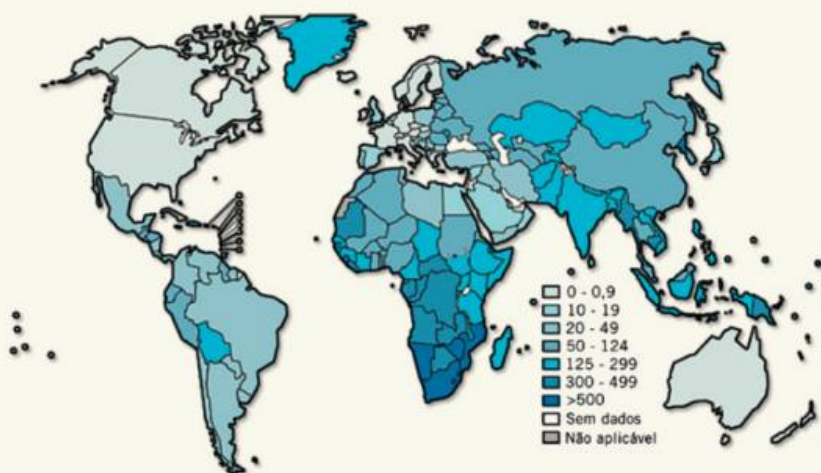 0 - 0,9
10 - 19
20 - 49
50 - 124
125 - 299
300 - 499
>500
Sem dados
Não aplicável